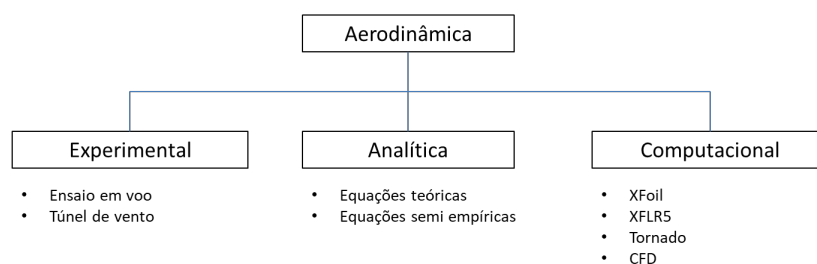 Aerodinâmica
Experimental
• Ensaio em voo
• Túnel de vento
Analítica
• Equações teóricas
• Equações semi empíricas
Computacional
• XFoil
• XFLR5
• Tornado
• CFD